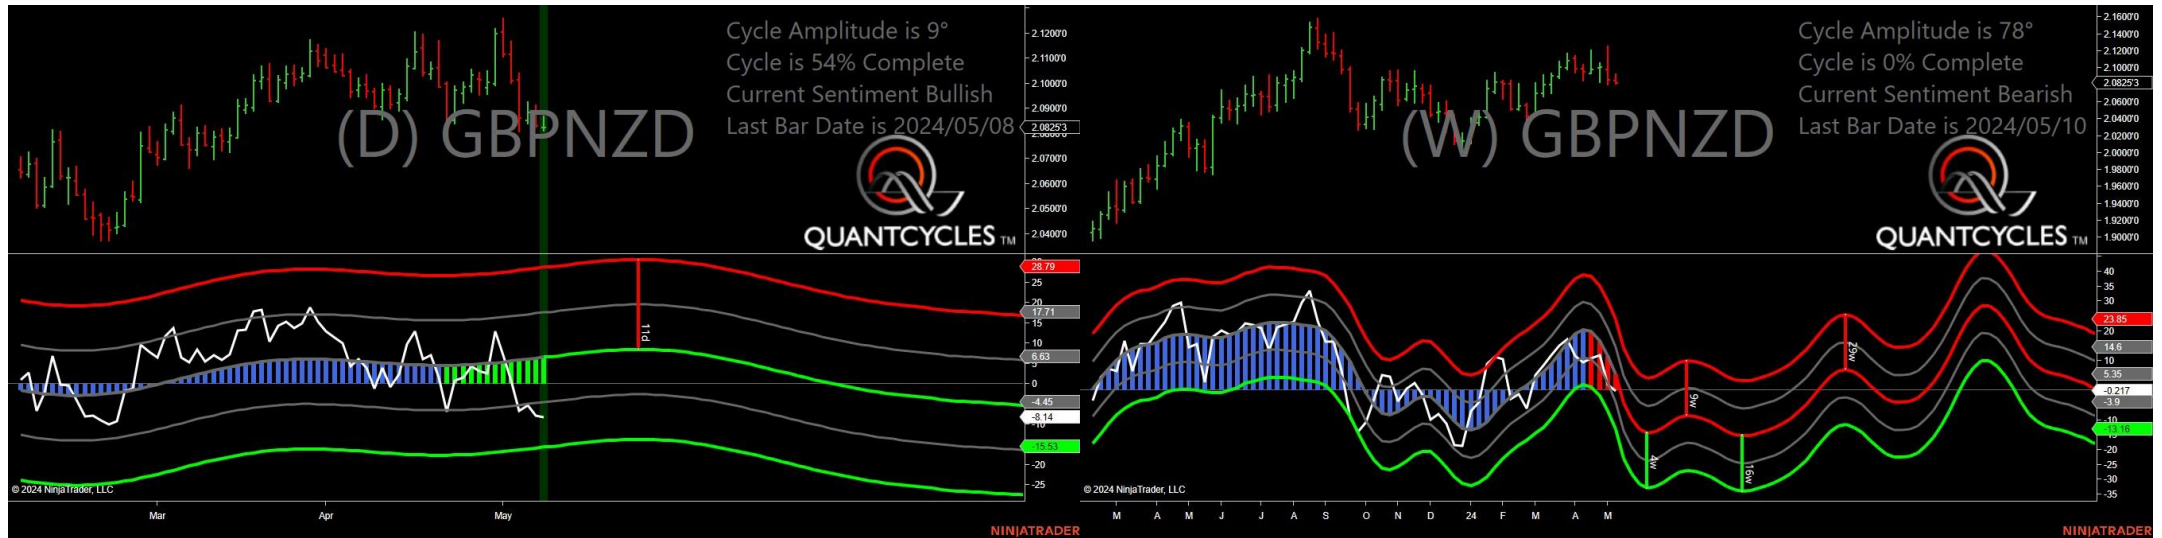 Cycle Amplitude is 9°
Cycle is 54% Complete
Current Sentiment Bullish
Last Bar Date is 2024/05/08
(D) GBPNZD
QUANTCYCLES TM
2.1200'0
2.1000'0
2.0900'0
2.0825'3
2.0700'0
2.0600'0
2.0500'0
2.0400'0
28.79
25
20
17.71
15
10
6.63
5
0
-4.45
-8.14
-10
-15.53
-20
-25
11d
© 2024 NinjaTrader, LLC
Mar
Apr
May
NINJATRADER
Cycle Amplitude is 78°
Cycle is 0% Complete
Current Sentiment Bearish
Last Bar Date is 2024/05/10
(W) GBPNZD
QUANTCYCLES TM
2.1600'0
2.1400'0
2.1200'0
2.1000'0
2.0825'3
2.0600'0
2.0400'0
2.0200'0
2.0000'0
1.9800'0
1.9600'0
1.9400'0
1.9200'0
1.9000'0
40
35
30
23.85
20
14.6
10
5.35
-0.217
-3.9
-10
-13.16
-20
-25
-30
-35
4w
9w
16w
29w
© 2024 NinjaTrader, LLC
M A M J J A S O N D 24 F M A M
NINJATRADER